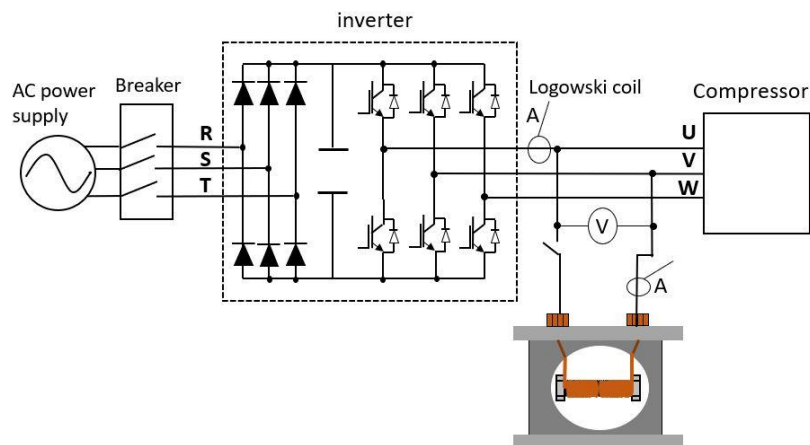 inverter
AC power
supply
Breaker
Logowski coil
Compressor
A
R
S
T
U
V
W
V
A